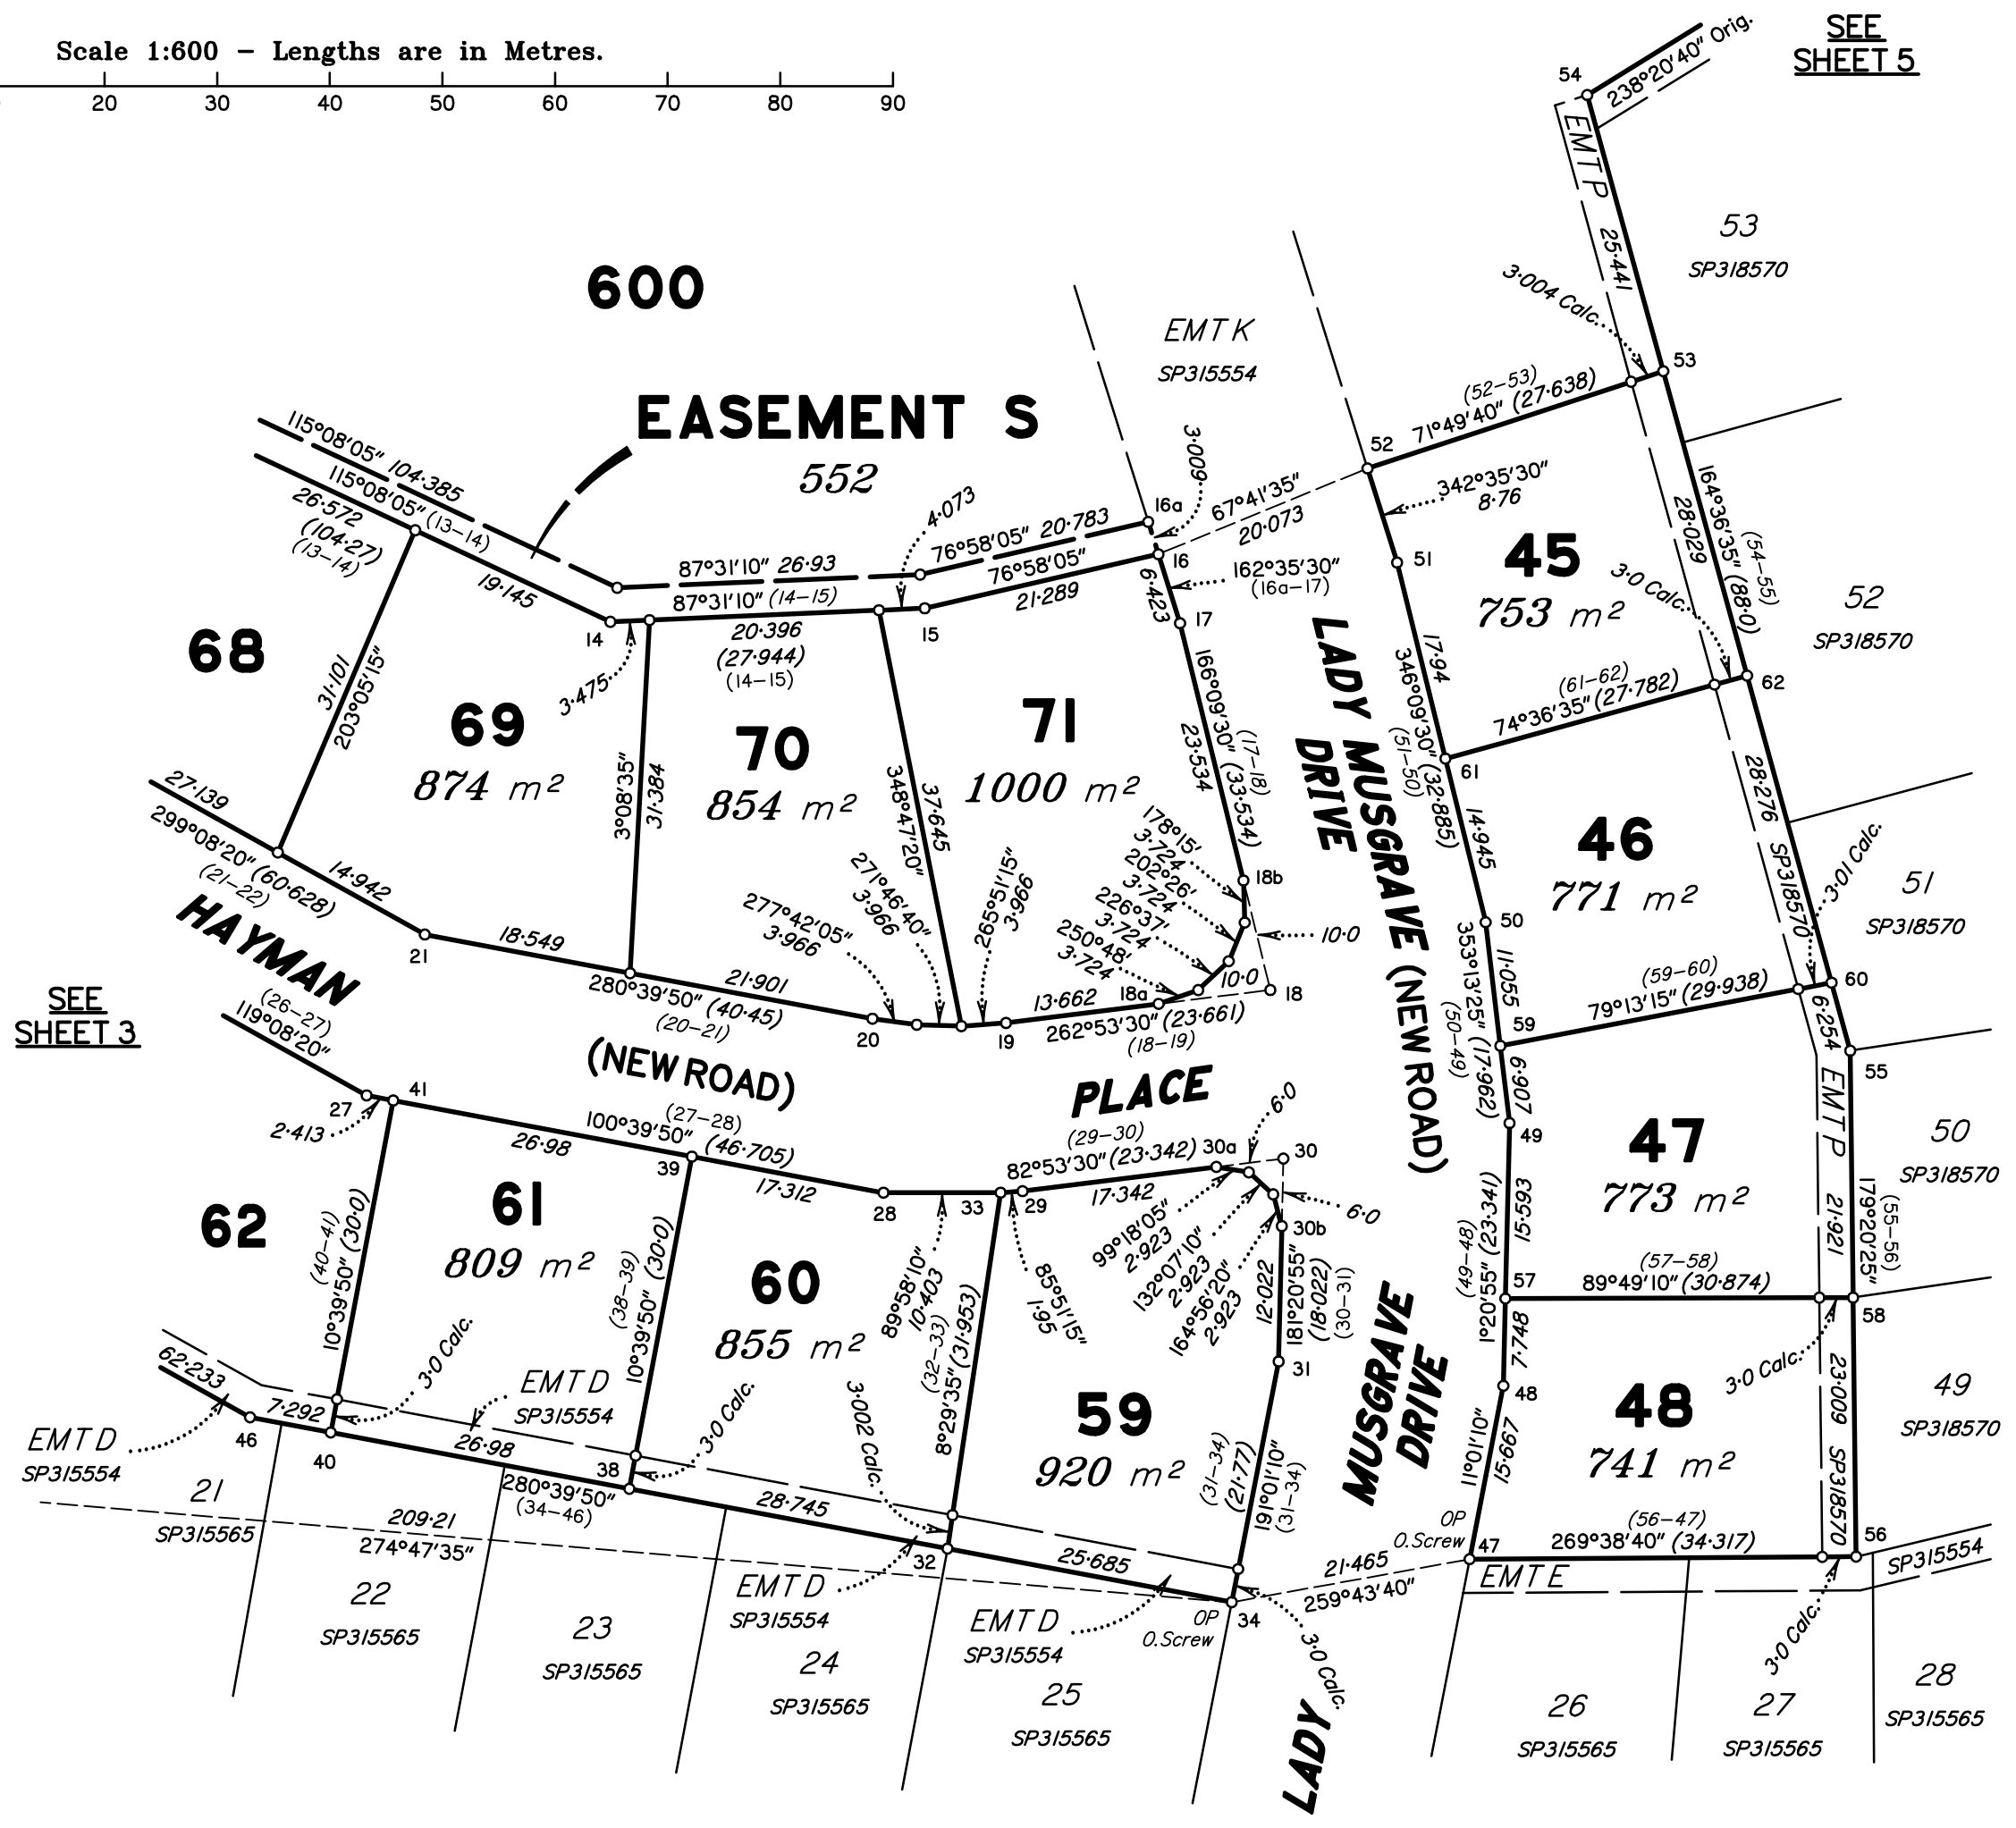 Scale 1:600 – Lengths are in Metres.
20 30 40 50 60 70 80 90
SEE
SHEET 5
54
238°20'40" Orig.
EMT P
25·441
53
SP318570
3·004 Calc.
53
600
EMT K
SP315554
(52–53)
71°49'40" (27·638)
EASEMENT S
552
115°08'05" 104·385
115°08'05" (13–14)
26·572
(104·27)
(13–14)
19·145
3·009
16a
67°41'35"
20·073
52
342°35'30"
8·76
4·073
76°58'05" 20·783
76°58'05"
21·289
87°31'10" 26·93
87°31'10" (14–15)
20·396
(27·944)
(14–15)
14
15
16
6·423
162°35'30"
(16a–17)
17
51
45
753 m²
28·029
164°36'35" (88·0)
(54–55)
3·0 Calc.
52
SP318570
62
68
31·101
203°05'15"
3·475
69
874 m²
3°08'35"
31·384
70
854 m²
348°47'20"
37·645
71
1000 m²
166°09'30" (33·534)
(17–18)
23·534
LADY MUSGRAVE (NEW ROAD)
DRIVE
17·94
346°09'30" (32·885)
(51–50)
(61–62)
74°36'35" (27·782)
61
14·945
46
771 m²
28·276
SP318570
3·01 Calc.
51
SP318570
27·139
299°08'20" (60·628)
(21–22)
14·942
21
18·549
21·901
280°39'50" (40·45)
(20–21)
277°42'05"
3·966
271°46'40"
3·966
265°51'15"
3·966
178°15'
3·724
202°26'
3·724
226°37'
3·724
250°48'
3·724
18b
10·0
10·0
18
18a
13·662
262°53'30" (23·661)
(18–19)
20
19
50
353°13'25" (17·962)
(50–49)
11·055
59
(59–60)
79°13'15" (29·938)
60
6·254
55
HAYMAN
(NEW ROAD)
PLACE
SEE
SHEET 3
(26–27)
119°08'20"
27
41
2·413
26·98
(27–28)
100°39'50" (46·705)
39
17·312
28
33
29
(29–30)
82°53'30" (23·342)
17·342
30a
6·0
30
6·0
30b
99°18'05"
2·923
132°07'10"
2·923
164°56'20"
2·923
89°58'10"
10·403
85°51'15"
1·95
12·022
181°20'55"
(18·022)
(30–31)
31
6·907
49
(49–48)
1°20'55" (23·341)
15·593
47
773 m²
EMT P
21·921
179°20'25"
(55–56)
50
SP318570
57
(57–58)
89°49'10" (30·874)
58
7·748
48
3·0 Calc.
62
(40–41)
10°39'50" (30·0)
61
809 m²
(38–39)
10°39'50" (30·0)
60
855 m²
(32–33)
8°29'35" (31·953)
59
920 m²
(31–34)
(21·77)
191°01'10"
(31–34)
MUSGRAVE
DRIVE
11°01'10"
15·667
48
741 m²
23·009
SP318570
49
SP318570
62·233
46
7·292
40
3·0 Calc.
EMT D
SP315554
EMT D
SP315554
26·98
38
3·0 Calc.
280°39'50"
(34–46)
28·745
3·002 Calc.
32
25·685
21
SP315565
209·21
274°47'35"
22
SP315565
23
SP315565
EMT D
SP315554
24
SP315565
EMT D
SP315554
25
SP315565
OP
O.Screw
34
3·0 Calc.
21·465
259°43'40"
OP
O.Screw
47
(56–47)
269°38'40" (34·317)
56
EMT E
SP315554
3·0 Calc.
LADY
26
SP315565
27
SP315565
28
SP315565